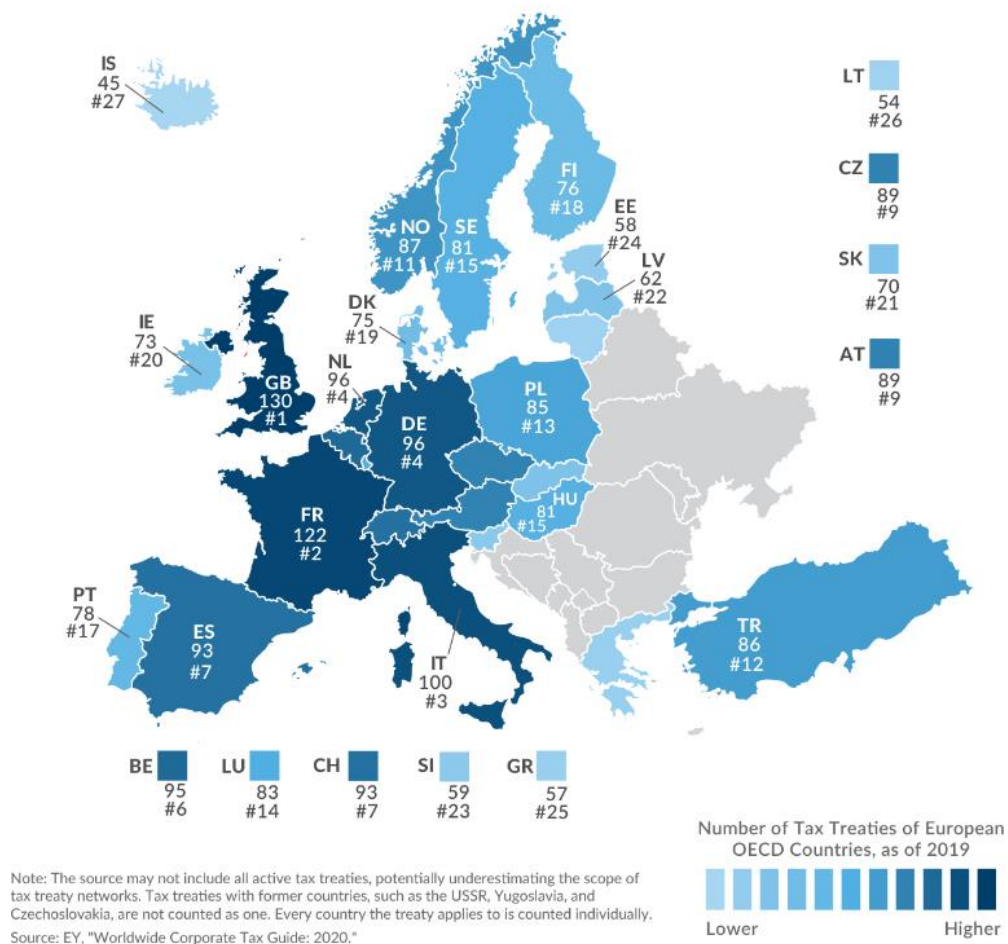 IS
45
#27
LT
54
#26
CZ
89
#9
SK
70
#21
AT
89
#9
FI
76
#18
NO
87
#11
SE
81
#15
EE
58
#24
LV
62
#22
DK
75
#19
IE
73
#20
GB
130
#1
NL
96
#4
DE
96
#4
PL
85
#13
HU
81
#15
FR
122
#2
PT
78
#17
ES
93
#7
IT
100
#3
TR
86
#12
BE
95
#6
LU
83
#14
CH
93
#7
SI
59
#23
GR
57
#25
Number of Tax Treaties of European
OECD Countries, as of 2019
Lower
Higher
Note: The source may not include all active tax treaties, potentially underestimating the scope of
tax treaty networks. Tax treaties with former countries, such as the USSR, Yugoslavia, and
Czechoslovakia, are not counted as one. Every country the treaty applies to is counted individually.
Source: EY, "Worldwide Corporate Tax Guide: 2020."